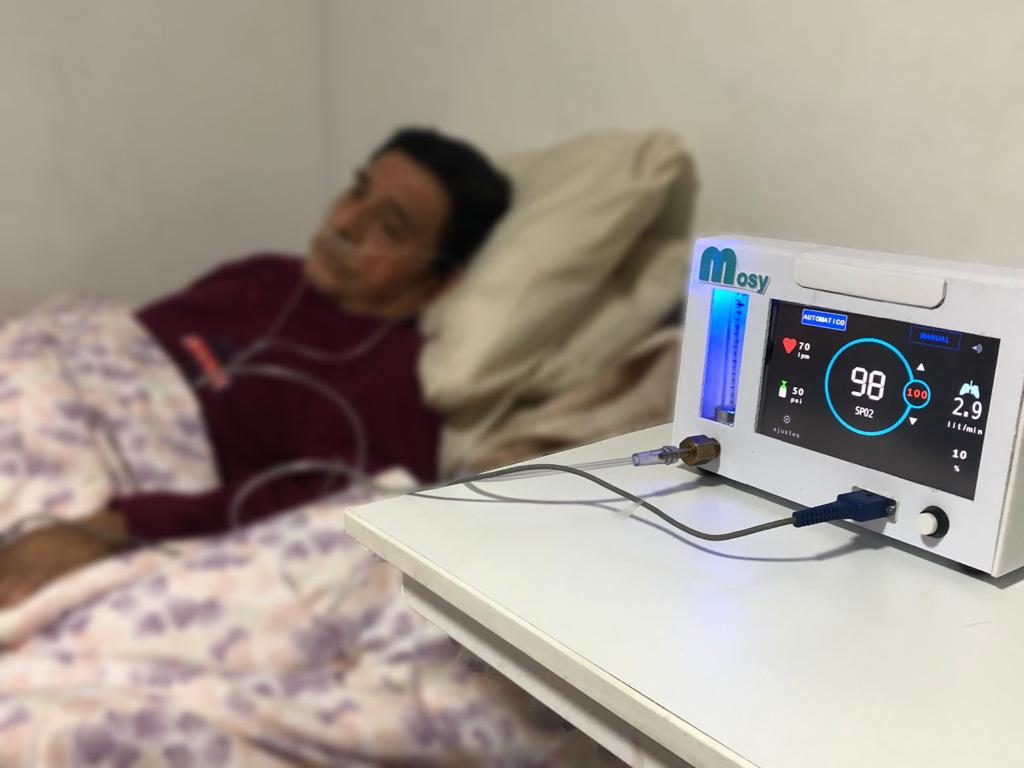 Mosy
AUTOMATICO
MANUAL
70
lpm
98
SPO2
100
50
psi
2.9
lit/min
ajustes
10
%